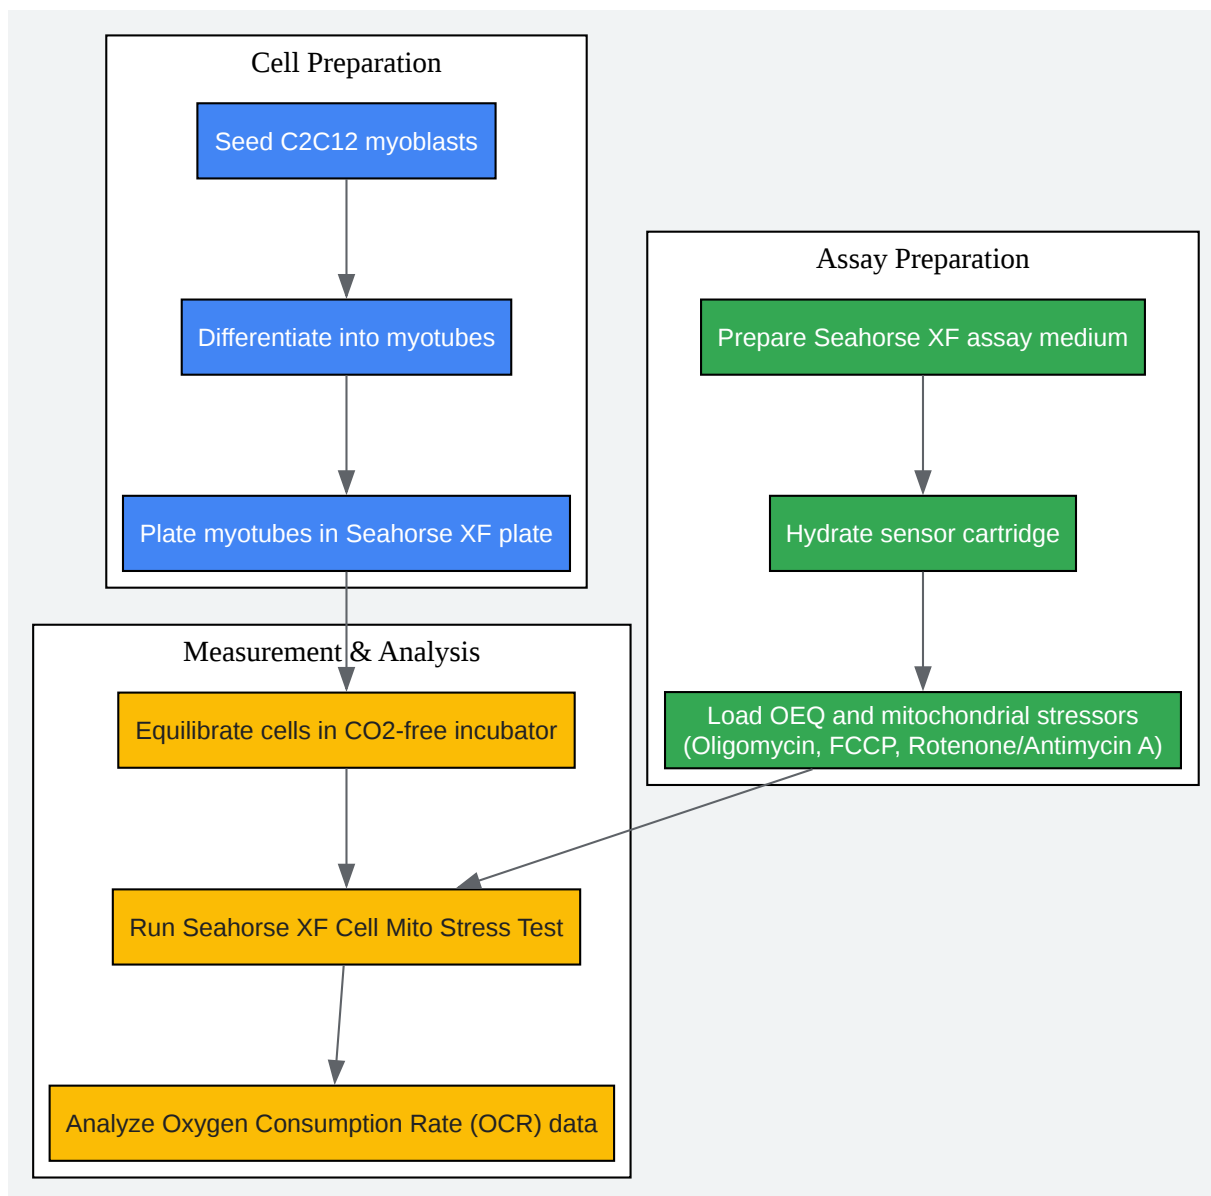 Cell Preparation
Seed C2C12 myoblasts
Differentiate into myotubes
Plate myotubes in Seahorse XF plate
Assay Preparation
Prepare Seahorse XF assay medium
Hydrate sensor cartridge
Load OEQ and mitochondrial stressors
(Oligomycin, FCCP, Rotenone/Antimycin A)
Measurement & Analysis
Equilibrate cells in CO2-free incubator
Run Seahorse XF Cell Mito Stress Test
Analyze Oxygen Consumption Rate (OCR) data